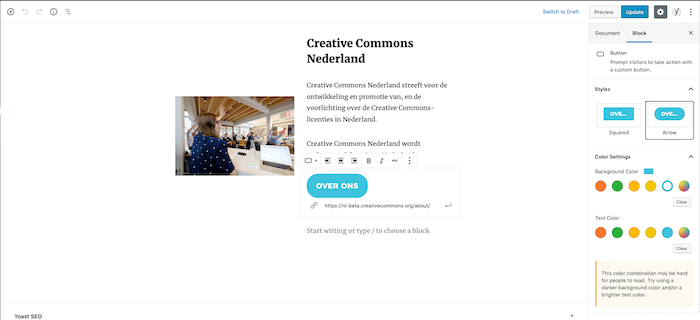 Switch to Draft
Preview
Update
Document
Block
Creative Commons
Nederland
Creative Commons Nederland streeft voor de
ontwikkeling en promotie van, en de
voorlichting over de Creative Commons-
licenties in Nederland.
Creative Commons Nederland wordt
B I ABC
OVER ONS
https://nl-beta.creativecommons.org/about/
Start writing or type / to choose a block
Yoast SEO
Button
Prompt visitors to take action with
a custom button.
Styles
OVE...
OVE...
Squared
Arrow
Color Settings
Background Color
Clear
Text Color
Clear
This color combination may be
hard for people to read. Try using a
darker background color and/or a
brighter text color.